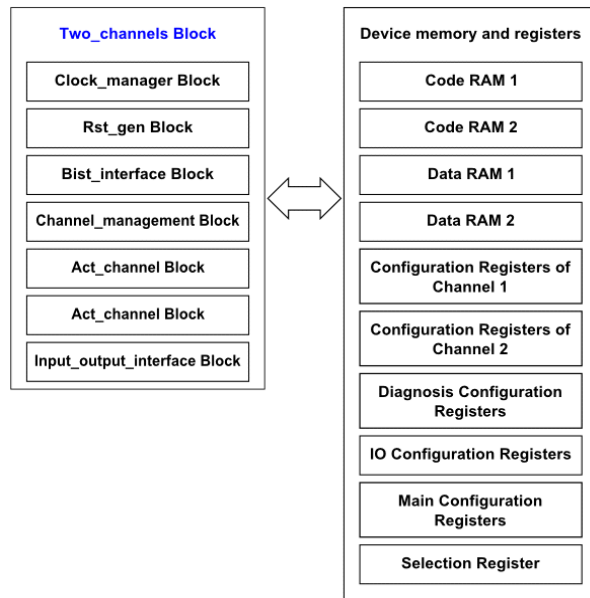 Two_channels Block
Clock_manager Block
Rst_gen Block
Bist_interface Block
Channel_management Block
Act_channel Block
Act_channel Block
Input_output_interface Block
Device memory and registers
Code RAM 1
Code RAM 2
Data RAM 1
Data RAM 2
Configuration Registers of
Channel 1
Configuration Registers of
Channel 2
Diagnosis Configuration
Registers
IO Configuration Registers
Main Configuration
Registers
Selection Register